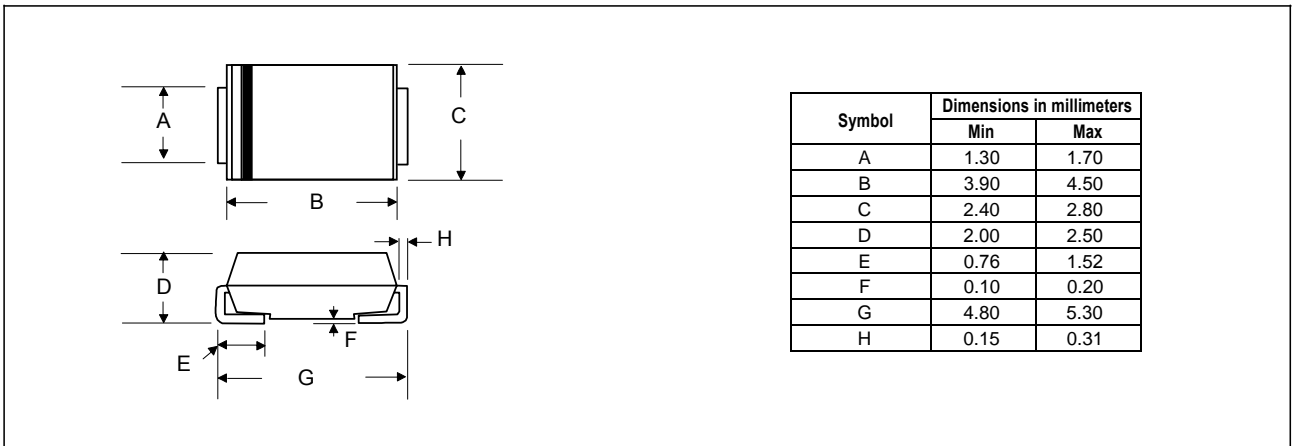 A
C
B
H
D
F
E
G
Symbol Dimensions in millimeters
Min Max
A 1.30 1.70
B 3.90 4.50
C 2.40 2.80
D 2.00 2.50
E 0.76 1.52
F 0.10 0.20
G 4.80 5.30
H 0.15 0.31